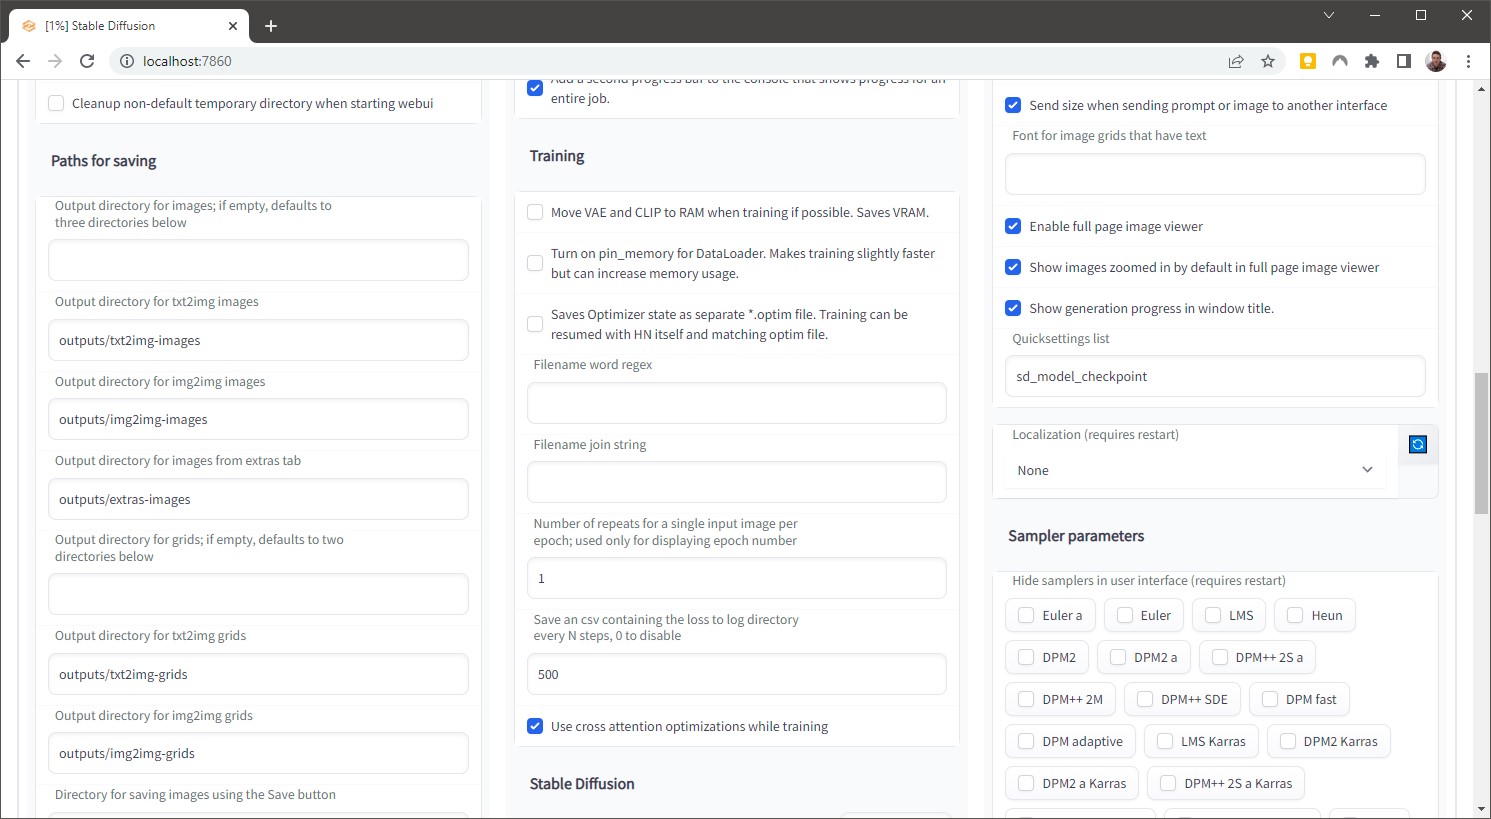 [1%] Stable Diffusion
localhost:7860
Cleanup non-default temporary directory when starting webui
Paths for saving
Output directory for images; if empty, defaults to
three directories below
Output directory for txt2img images
outputs/txt2img-images
Output directory for img2img images
outputs/img2img-images
Output directory for images from extras tab
outputs/extras-images
Output directory for grids; if empty, defaults to two
directories below
Output directory for txt2img grids
outputs/txt2img-grids
Output directory for img2img grids
outputs/img2img-grids
Directory for saving images using the Save button
Add a second progress bar to the console that shows progress for an
entire job.
Training
Move VAE and CLIP to RAM when training if possible. Saves VRAM.
Turn on pin_memory for DataLoader. Makes training slightly faster
but can increase memory usage.
Saves Optimizer state as separate *.optim file. Training can be
resumed with HN itself and matching optim file.
Filename word regex
Filename join string
Number of repeats for a single input image per
epoch; used only for displaying epoch number
1
Save an csv containing the loss to log directory
every N steps, 0 to disable
500
Use cross attention optimizations while training
Stable Diffusion
Send size when sending prompt or image to another interface
Font for image grids that have text
Enable full page image viewer
Show images zoomed in by default in full page image viewer
Show generation progress in window title.
Quicksettings list
sd_model_checkpoint
Localization (requires restart)
None
Sampler parameters
Hide samplers in user interface (requires restart)
Euler a Euler LMS Heun
DPM2 DPM2 a DPM++ 2S a
DPM++ 2M DPM++ SDE DPM fast
DPM adaptive LMS Karras DPM2 Karras
DPM2 a Karras DPM++ 2S a Karras